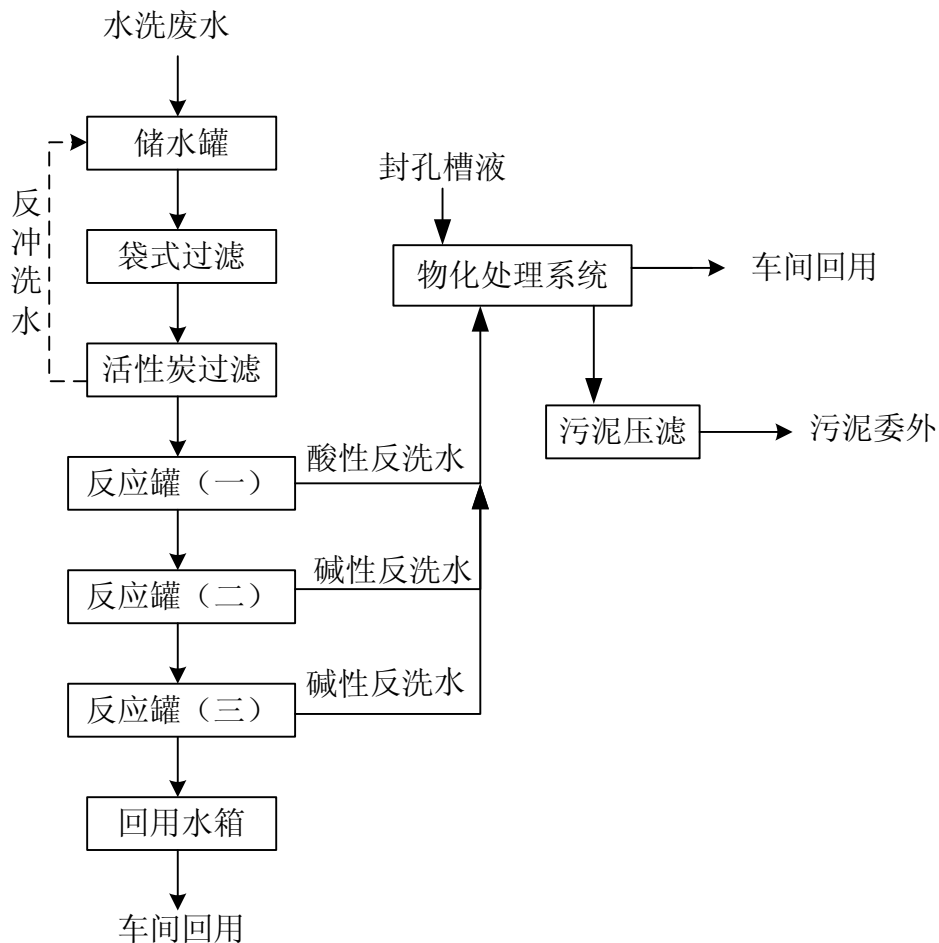 水洗废水
储水罐
反冲洗水
袋式过滤
活性炭过滤
反应罐（一）
酸性反洗水
反应罐（二）
碱性反洗水
反应罐（三）
碱性反洗水
回用水箱
车间回用
封孔槽液
物化处理系统
车间回用
污泥压滤
污泥委外